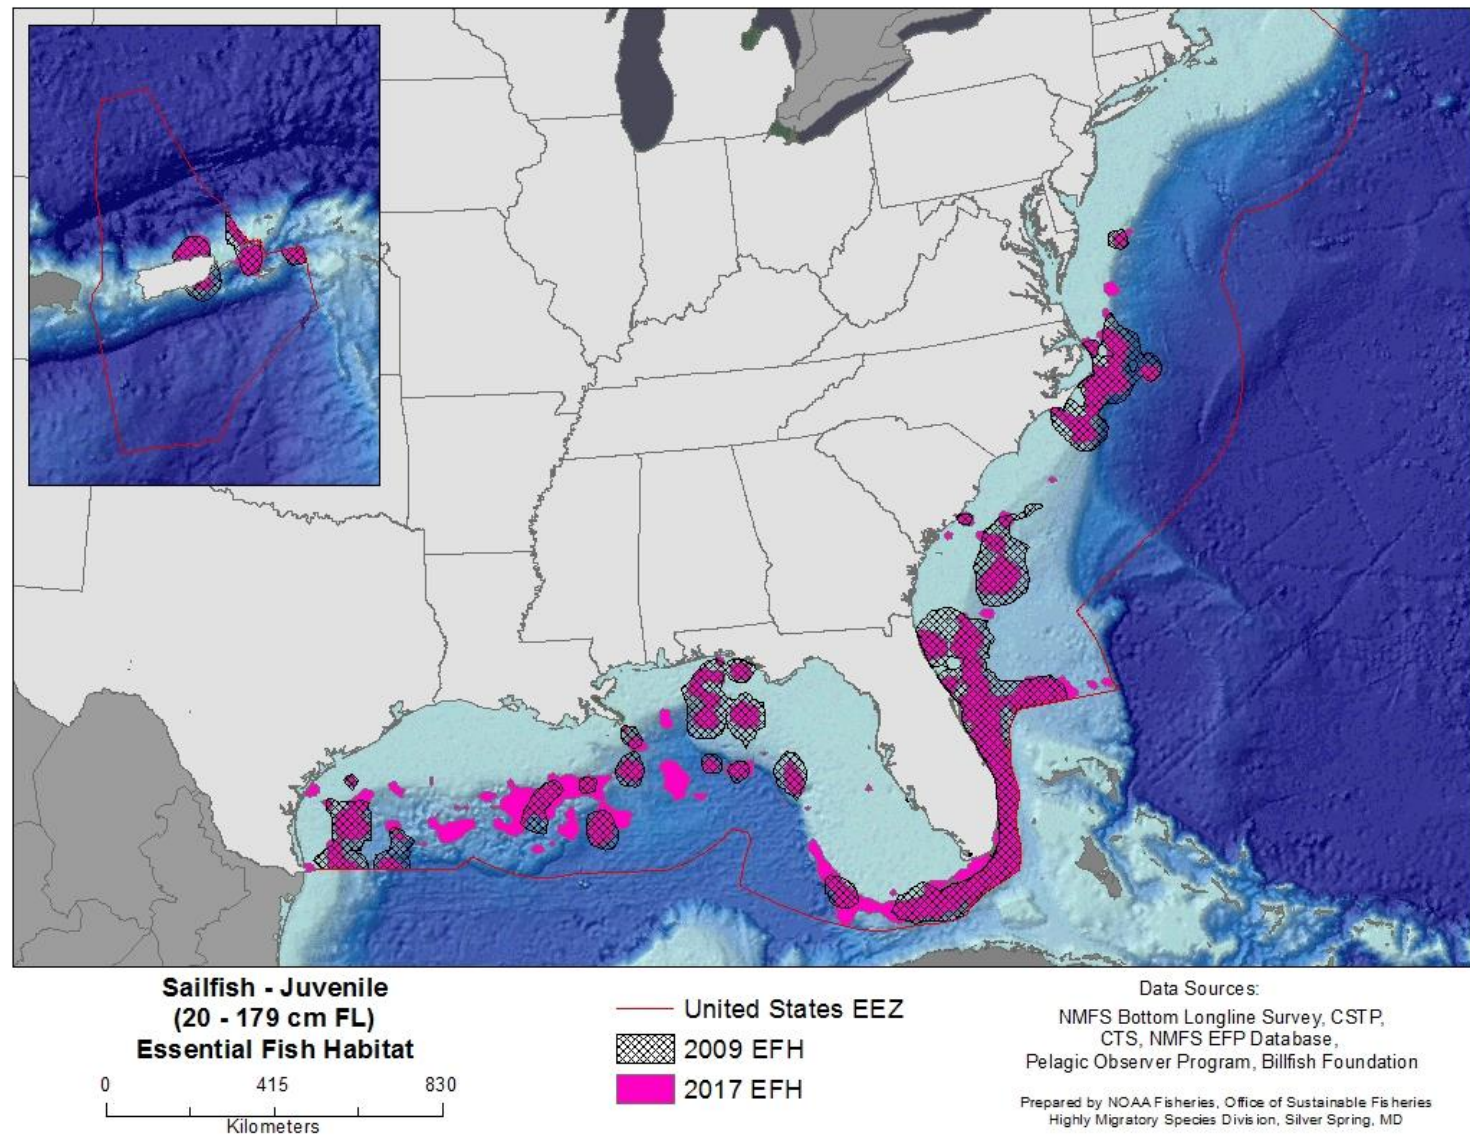 Sailfish - Juvenile
(20 - 179 cm FL)
Essential Fish Habitat
0 415 830
Kilometers
United States EEZ
2009 EFH
2017 EFH
Data Sources:
NMFS Bottom Longline Survey, CSTP,
CTS, NMFS EFP Database,
Pelagic Observer Program, Billfish Foundation
Prepared by NOAA Fisheries, Office of Sustainable Fisheries
Highly Migratory Species Division, Silver Spring, MD